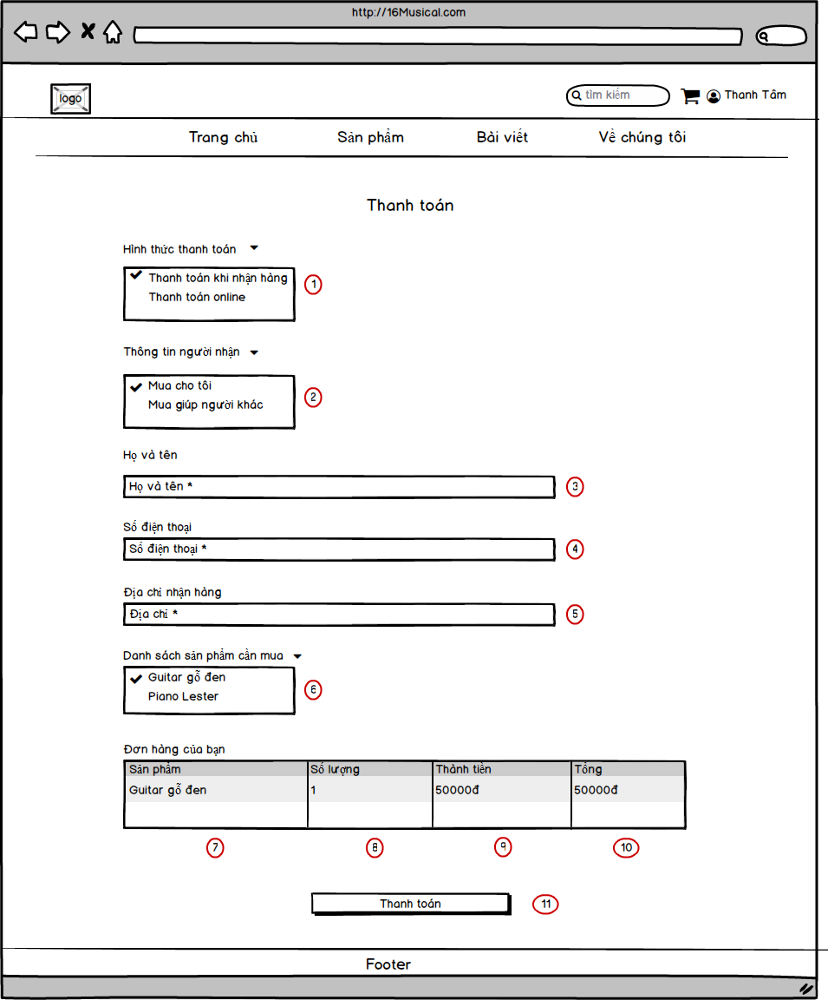 http://16Musical.com
logo
tìm kiếm
Thanh Tâm
Trang chủ Sản phẩm Bài viết Về chúng tôi
Thanh toán
Hình thức thanh toán
Thanh toán khi nhận hàng
1
Thanh toán online
Thông tin người nhận
Mua cho tôi
2
Mua giúp người khác
Họ và tên
Họ và tên *
3
Số điện thoại
Số điện thoại *
4
Địa chỉ nhận hàng
Địa chỉ *
5
Danh sách sản phẩm cần mua
Guitar gỗ đen
6
Piano Lester
Đơn hàng của bạn
Sản phẩm Số lượng Thành tiền Tổng
Guitar gỗ đen 1 50000đ 50000đ
7 8 9 10
Thanh toán
11
Footer